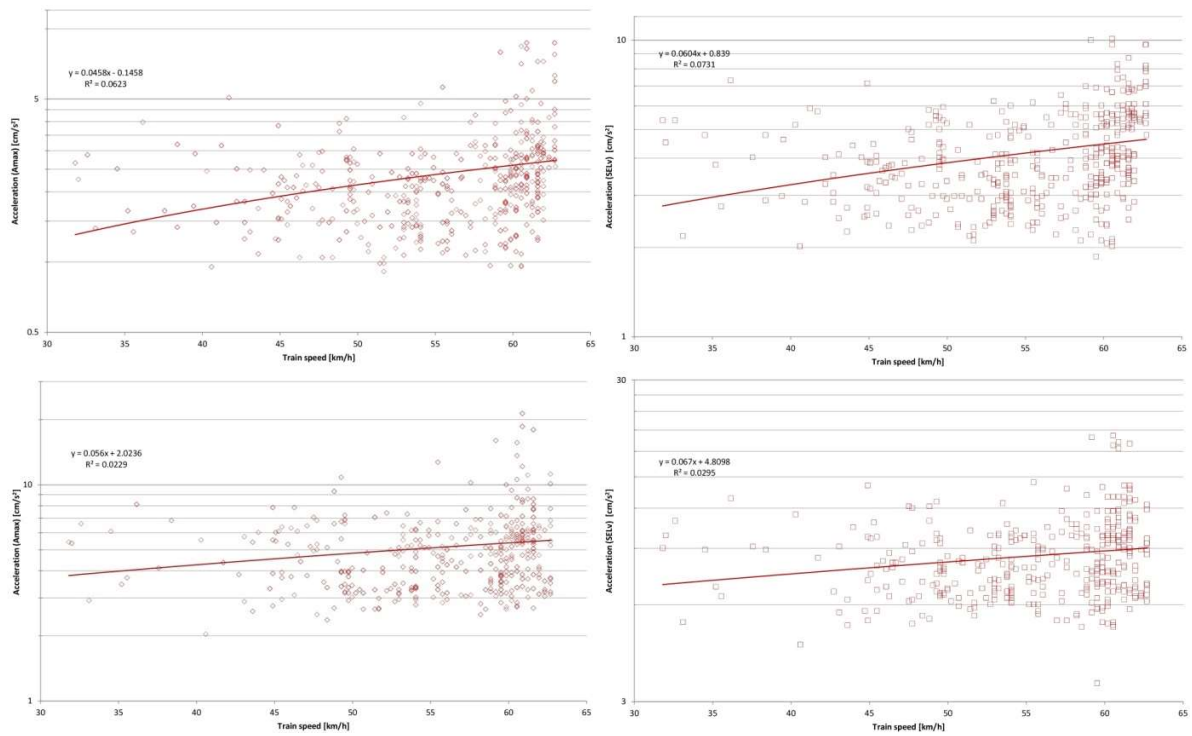 y = 0.0458x - 0.1458
R² = 0.0623
Acceleration (Amax) [cm/s²]
5
0.5
30 35 40 45 50 55 60 65
Train speed [km/h]
y = 0.0604x + 0.839
R² = 0.0731
Acceleration (SELv) [cm/s²]
10
1
30 35 40 45 50 55 60 65
Train speed [km/h]
y = 0.056x + 2.0236
R² = 0.0229
Acceleration (Amax) [cm/s²]
10
1
30 35 40 45 50 55 60 65
Train speed [km/h]
y = 0.067x + 4.8098
R² = 0.0295
Acceleration (SELv) [cm/s²]
30
3
30 35 40 45 50 55 60 65
Train speed [km/h]